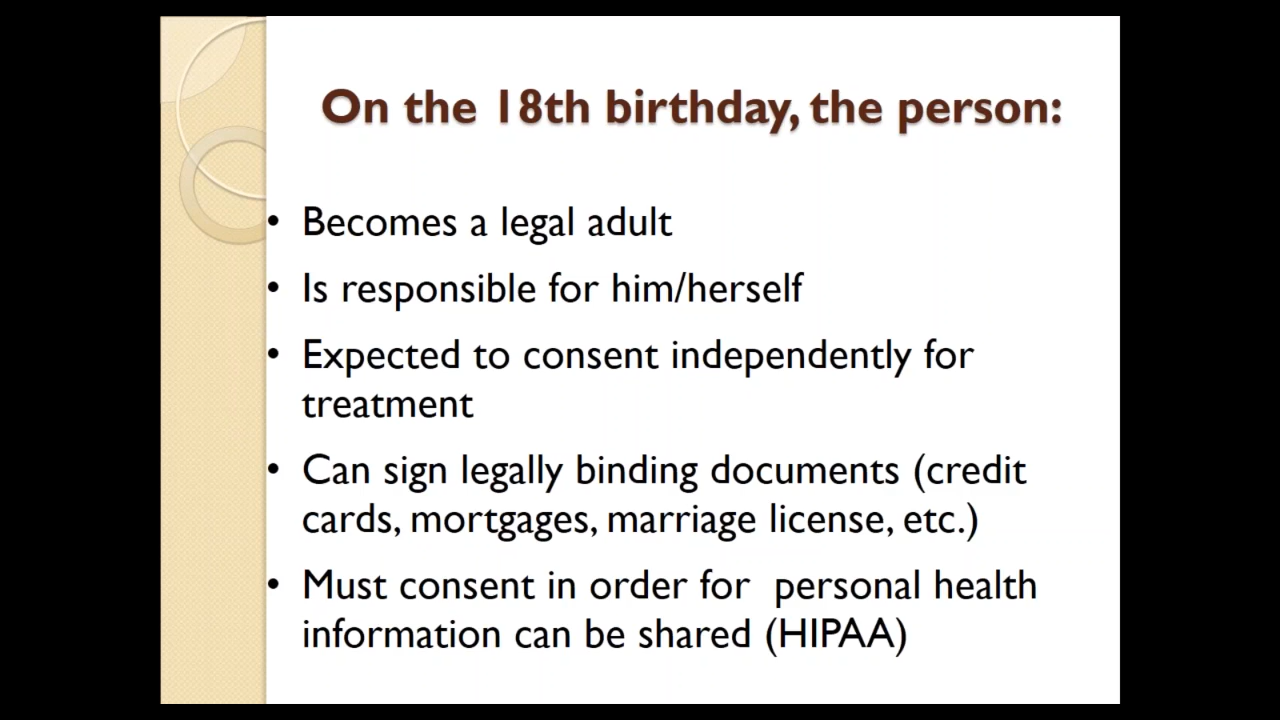 On the 18th birthday, the person:
• Becomes a legal adult
• Is responsible for him/herself
• Expected to consent independently for
treatment
• Can sign legally binding documents (credit
cards, mortgages, marriage license, etc.)
• Must consent in order for  personal health
information can be shared (HIPAA)